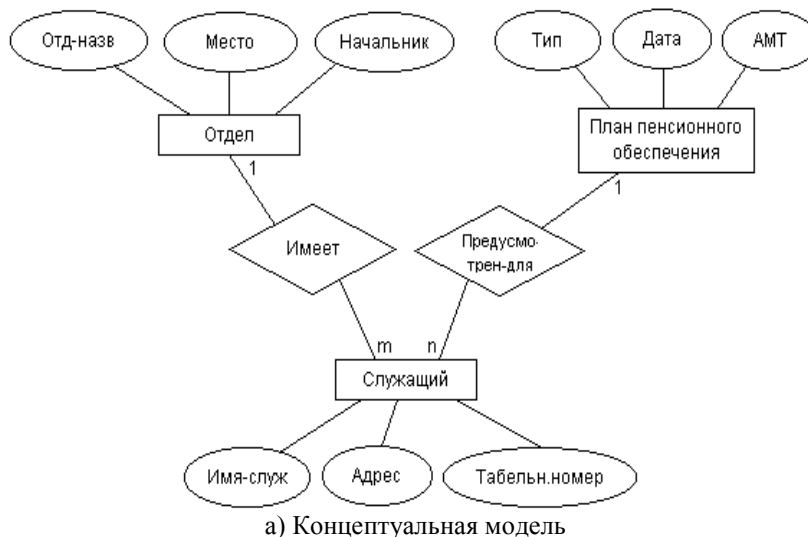 Отд-назв
Место
Начальник
Тип
Дата
АМТ
Отдел
План пенсионного
обеспечения
1
1
Имеет
Предусмо-
трен-для
m
n
Служащий
Имя-служ
Адрес
Табельн.номер
а) Концептуальная модель